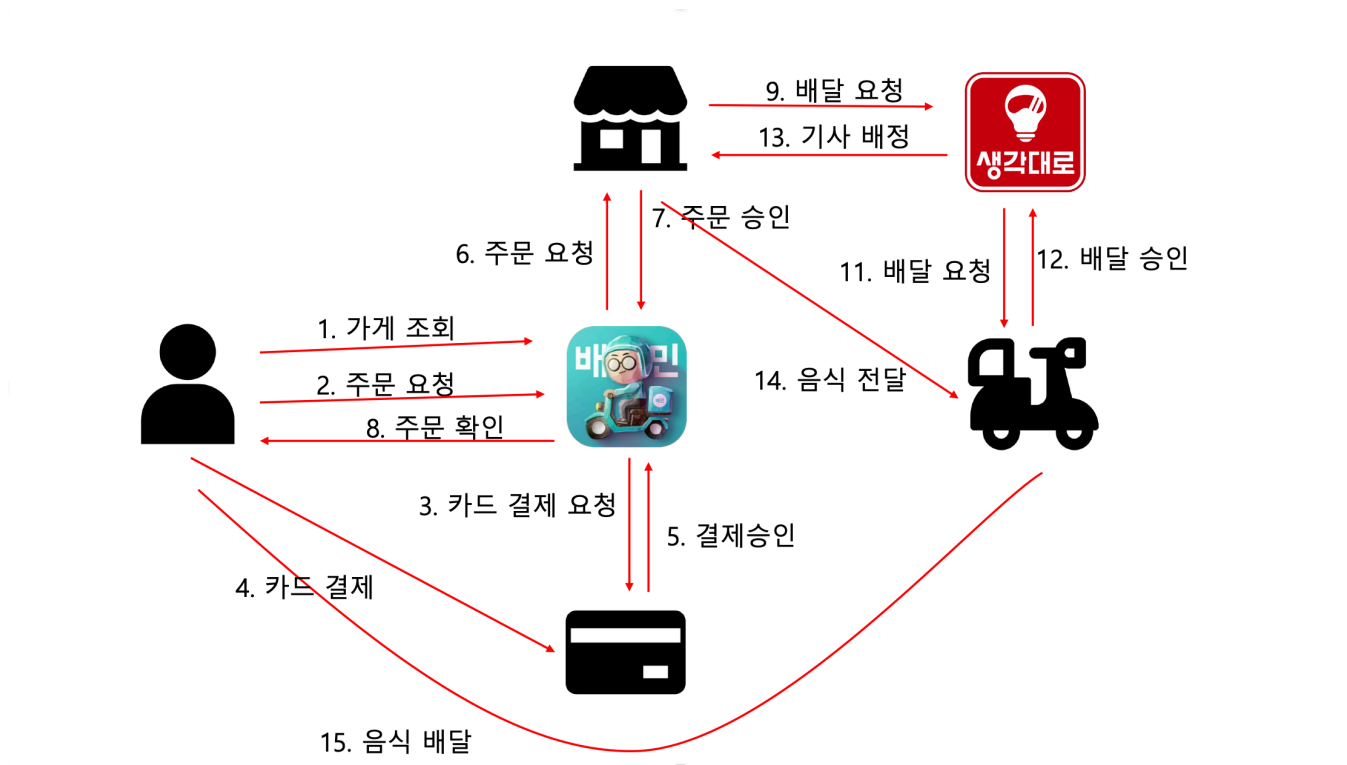 9. 배달 요청
13. 기사 배정
생각대로
7. 주문 승인
6. 주문 요청
11. 배달 요청
12. 배달 승인
1. 가게 조회
배민
2. 주문 요청
14. 음식 전달
8. 주문 확인
3. 카드 결제 요청
5. 결제승인
4. 카드 결제
15. 음식 배달